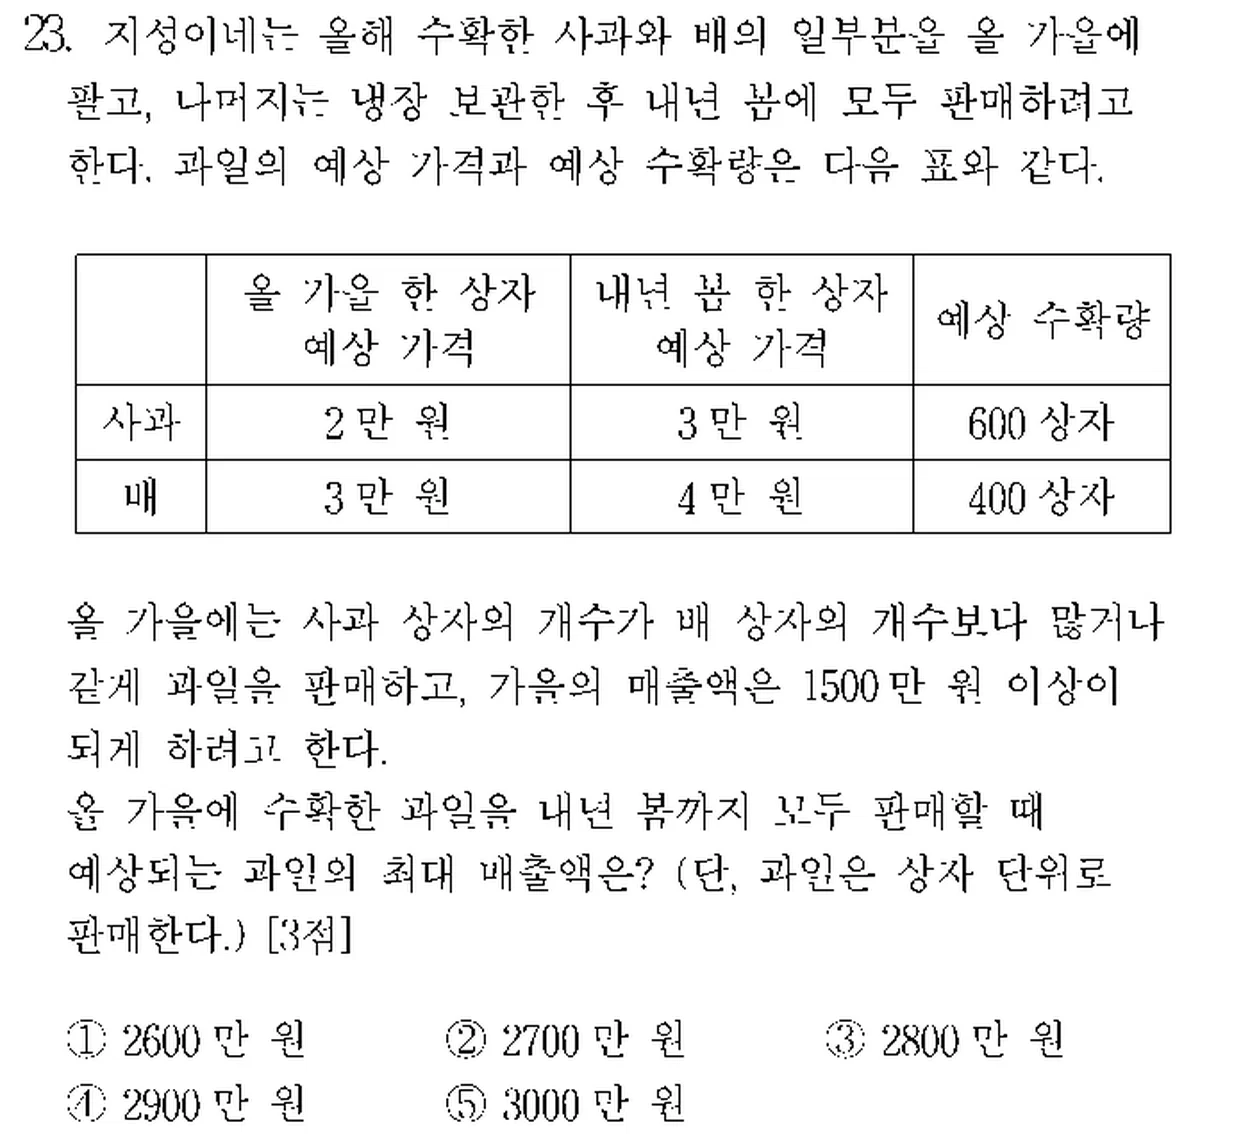 23. 지성이네는 올해 수확한 사과와 배의 일부분을 올 가을에
팔고, 나머지는 냉장 보관한 후 내년 봄에 모두 판매하려고
한다. 과일의 예상 가격과 예상 수확량은 다음 표와 같다.
올 가을 한 상자 예상 가격 내년 봄 한 상자 예상 가격 예상 수확량
사과 2만 원 3만 원 600상자
배 3만 원 4만 원 400상자
올 가을에는 사과 상자의 개수가 배 상자의 개수보다 많거나
같게 과일을 판매하고, 가을의 매출액은 1500만 원 이상이
되게 하려고 한다.
올 가을에 수확한 과일을 내년 봄까지 모두 판매할 때
예상되는 과일의 최대 매출액은? (단, 과일은 상자 단위로
판매한다.) [3점]
① 2600만 원 ② 2700만 원 ③ 2800만 원
④ 2900만 원 ⑤ 3000만 원